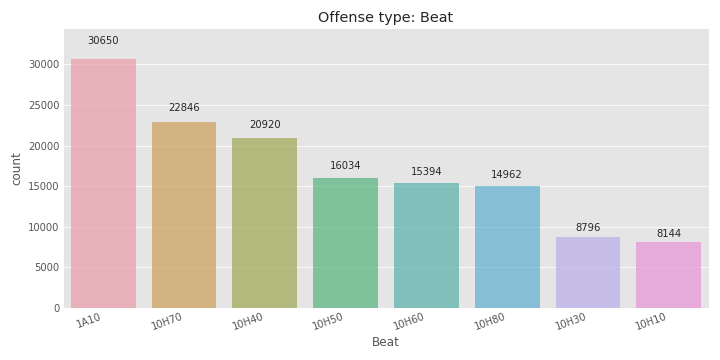 Offense type: Beat
30650
22846
20920
16034
15394
14962
8796
8144
30000
25000
20000
15000
10000
5000
0
count
1A10
10H70
10H40
10H50
10H60
10H80
10H30
10H10
Beat